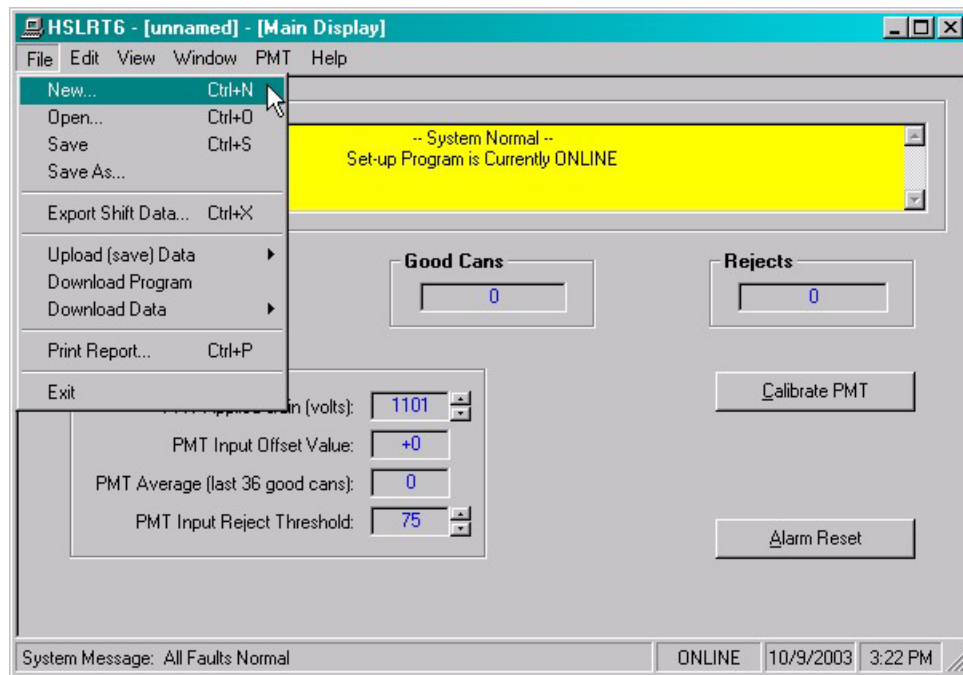 HSLRT6 - [unnamed] - [Main Display]
File Edit View Window PMT Help
New... Ctrl+N
Open... Ctrl+O
Save Ctrl+S
Save As...
Export Shift Data... Ctrl+X
Upload (save) Data
Download Program
Download Data
Print Report... Ctrl+P
Exit
-- System Normal --
Set-up Program is Currently ONLINE
Good Cans
0
Rejects
0
(volts): 1101
PMT Input Offset Value: +0
PMT Average (last 36 good cans): 0
PMT Input Reject Threshold: 75
Calibrate PMT
Alarm Reset
System Message: All Faults Normal
ONLINE 10/9/2003 3:22 PM